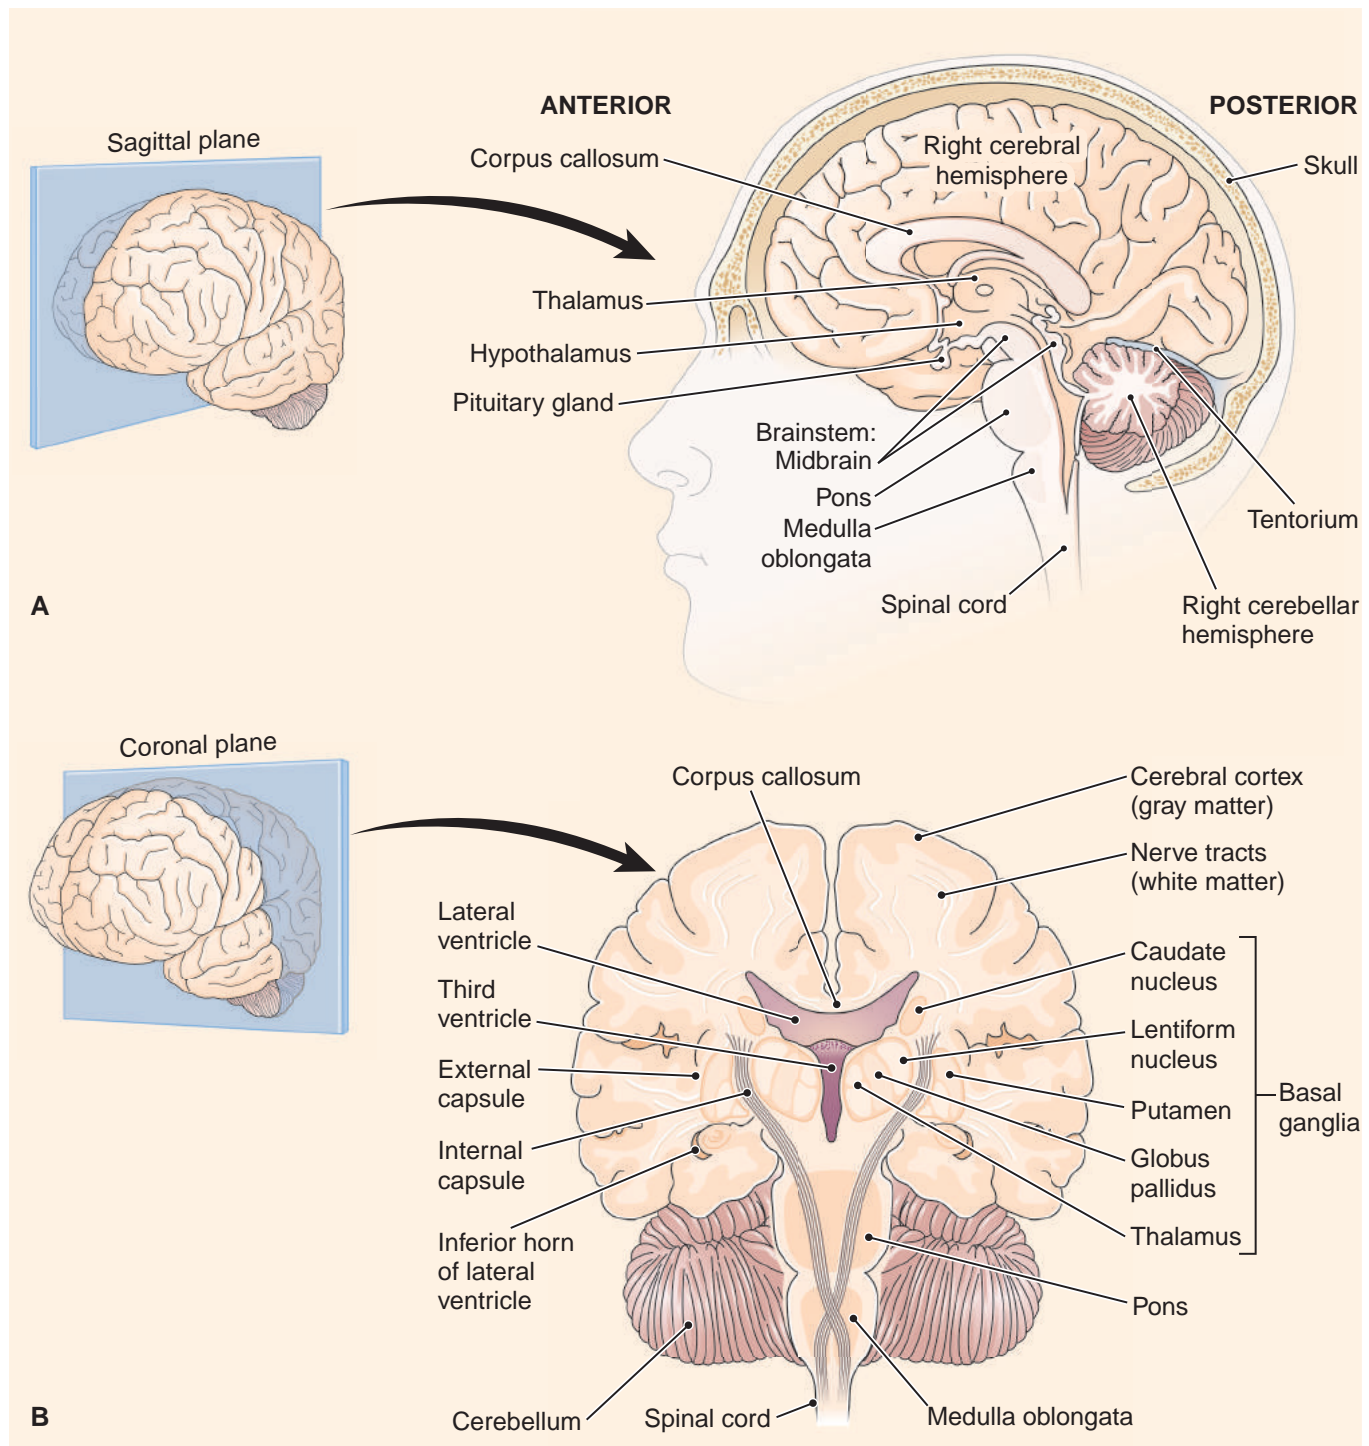 ANTERIOR
POSTERIOR
Sagittal plane
Corpus callosum
Right cerebral
hemisphere
Skull
Thalamus
Hypothalamus
Pituitary gland
Brainstem:
Midbrain
Pons
Medulla
oblongata
Spinal cord
Tentorium
Right cerebellar
hemisphere
A
Coronal plane
Corpus callosum
Cerebral cortex
(gray matter)
Nerve tracts
(white matter)
Lateral
ventricle
Third
ventricle
External
capsule
Internal
capsule
Inferior horn
of lateral
ventricle
Caudate
nucleus
Lentiform
nucleus
Putamen
Globus
pallidus
Thalamus
Basal
ganglia
Pons
Cerebellum
Spinal cord
Medulla oblongata
B